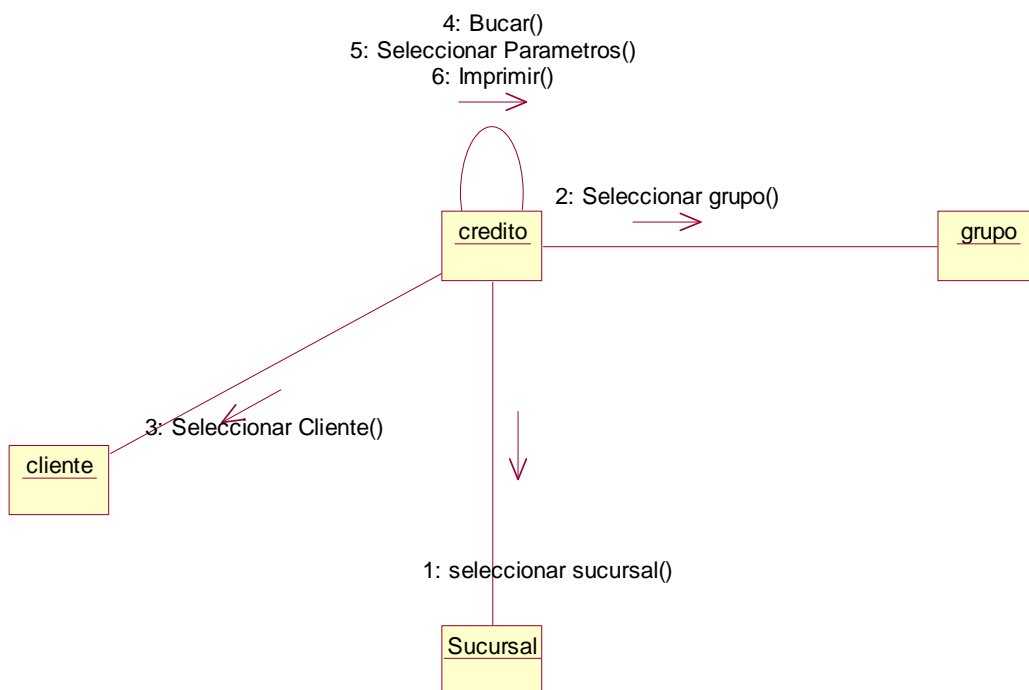 4: Bucar()
5: Seleccionar Parametros()
6: Imprimir()
2: Seleccionar grupo()
credito
grupo
3: Seleccionar Cliente()
cliente
1: seleccionar sucursal()
Sucursal